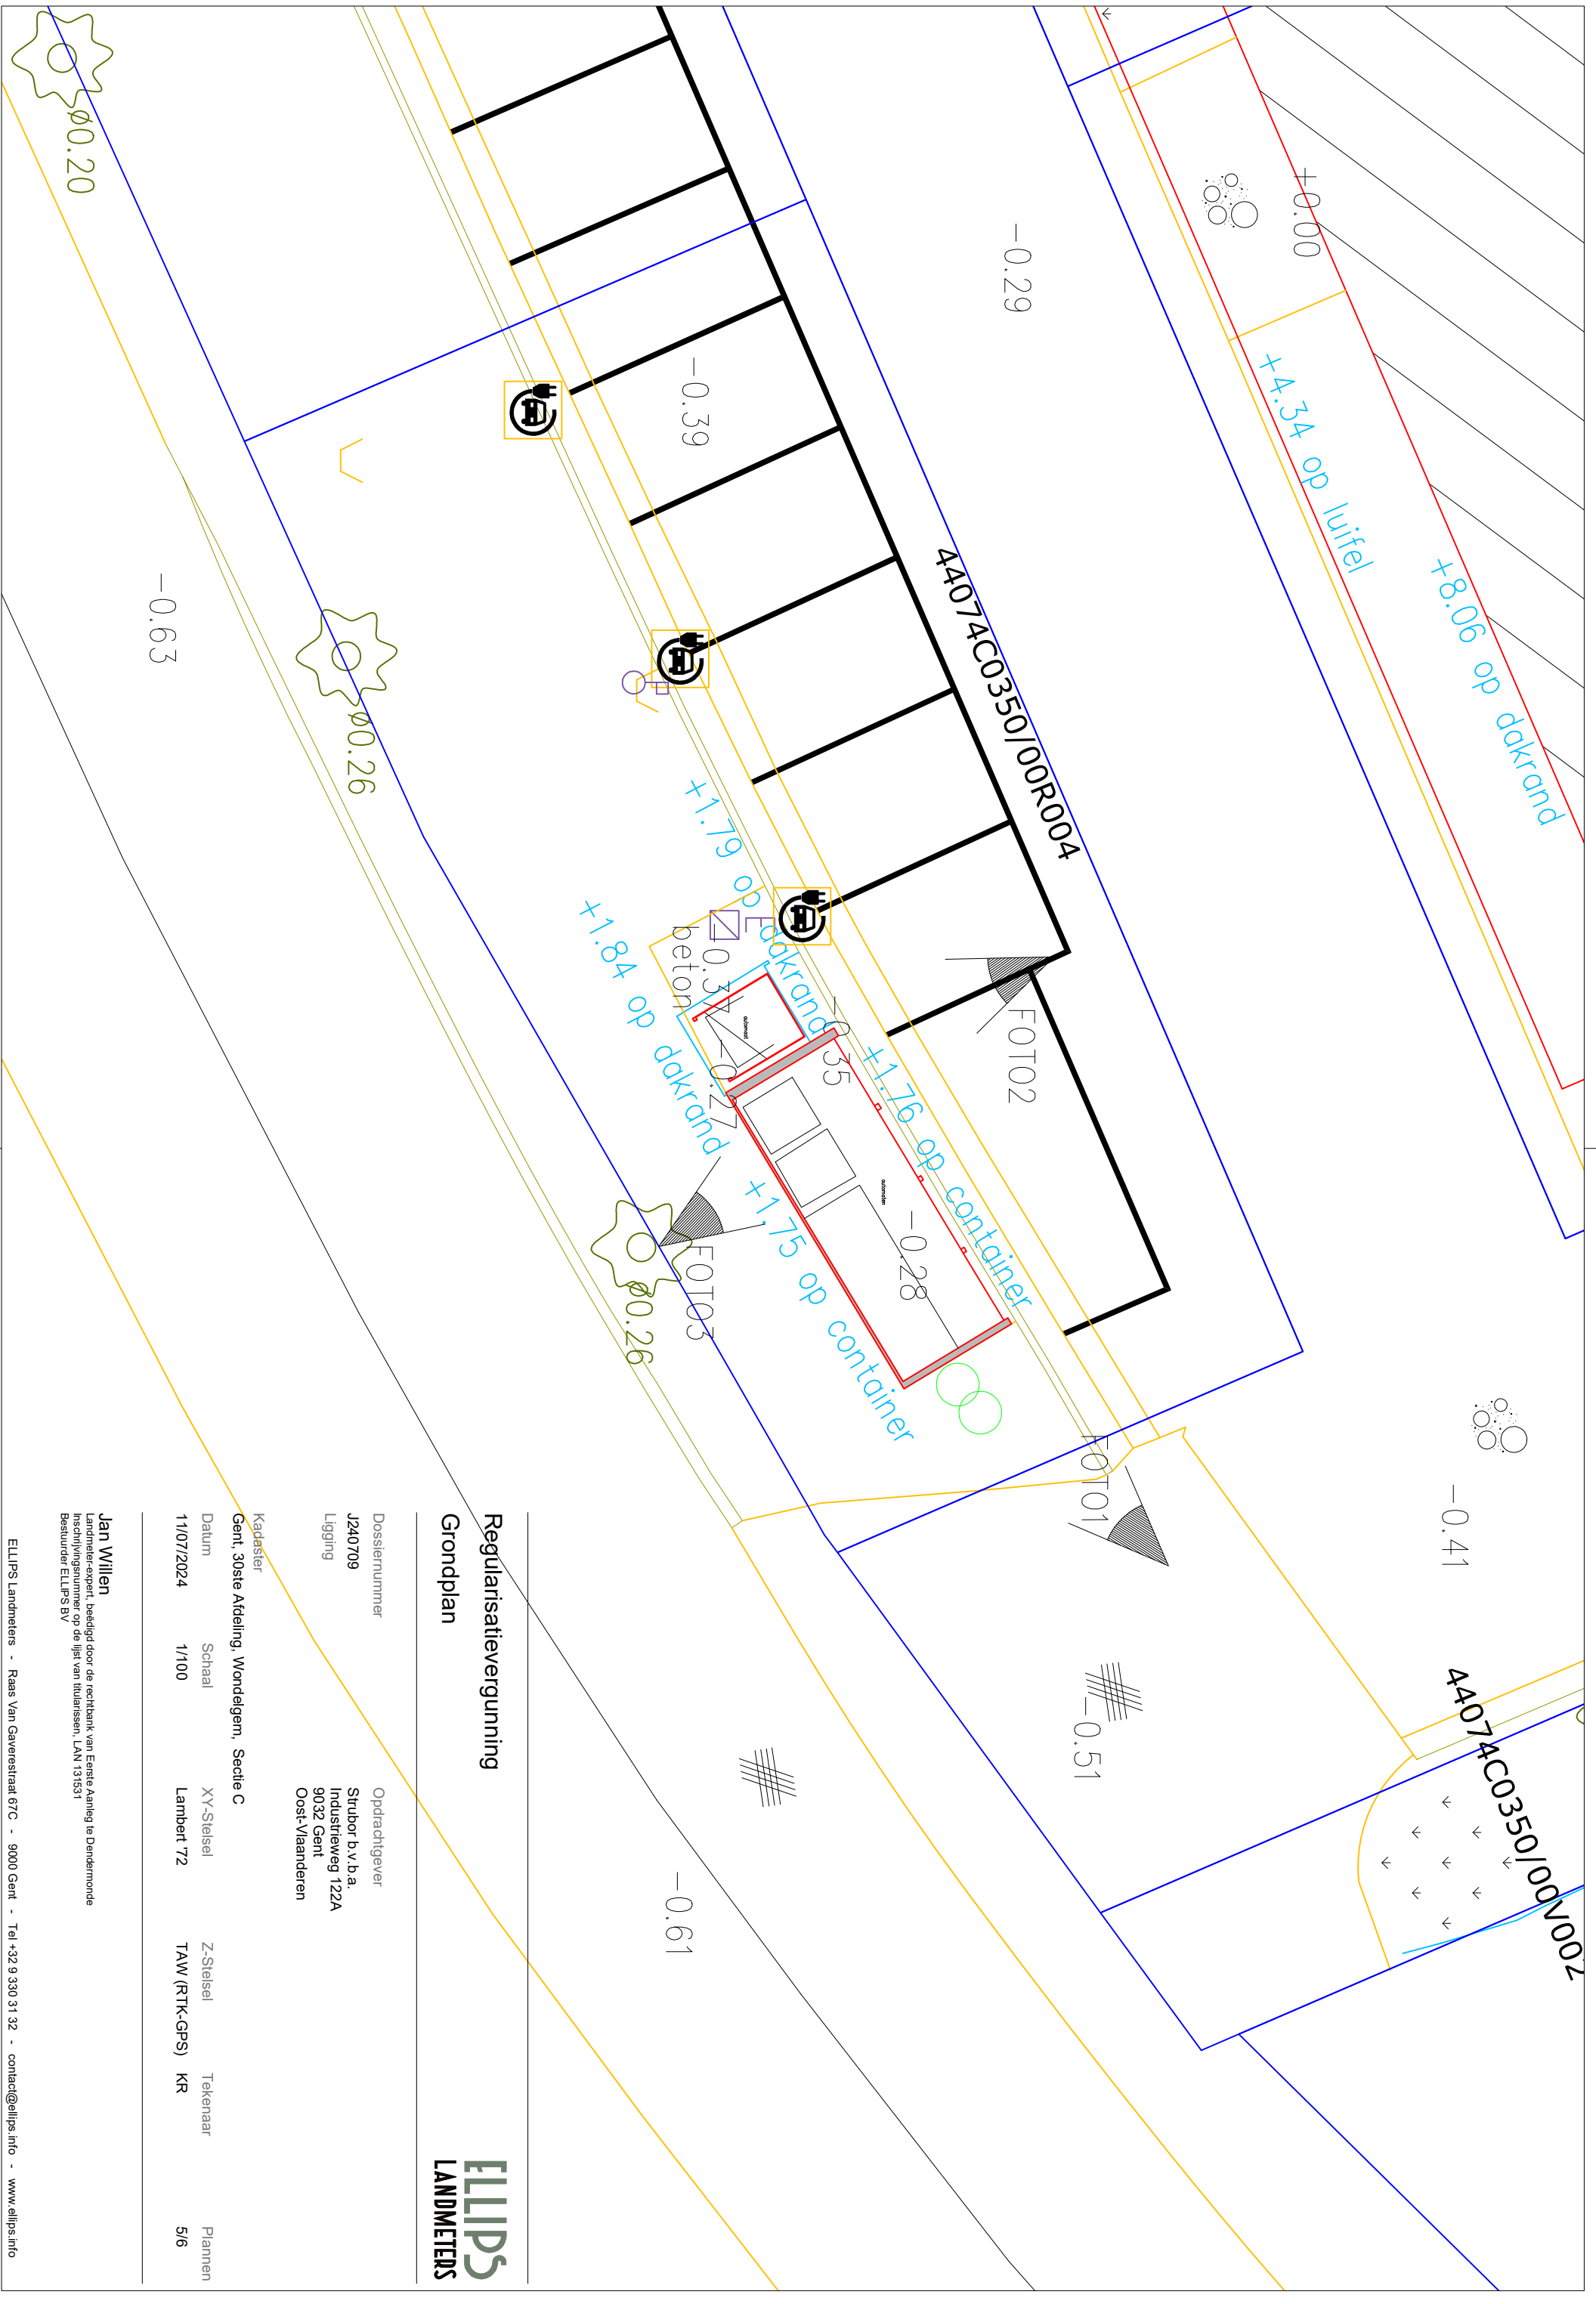 +0.00
-0.29
+4.34 op luifel
+8.06 op dakrand
Ø0.20
-0.39
-0.63
44074C0350/00R004
Ø0.26
+1.79 op dakrand
+1.84 op dakrand
-0.37
beton
-0.27
-0.35
automaat
+1.76 op container
automaten
-0.28
+1.75 op container
FOTO2
FOTO3
Ø0.26
FOTO1
-0.41
-0.51
44074C0350/00V002
-0.61
Regularisatievergunning
Grondplan
ELLIPS
LANDMETERS
Dossiernummer Opdrachtgever
J240709 Strubor b.v.b.a.
Ligging Industrieweg 122A
9032 Gent
Oost-Vlaanderen
Kadaster
Gent, 30ste Afdeling, Wondelgem, Sectie C
Datum Schaal XY-Stelsel Z-Stelsel Tekenaar Plannen
11/07/2024 1/100 Lambert '72 TAW (RTK-GPS) KR 5/6
Jan Willen
Landmeter-expert, beëdigd door de rechtbank van Eerste Aanleg te Dendermonde
Inschrijvingsnummer op de lijst van titularissen, LAN 131531
Bestuurder ELLIPS BV
ELLIPS Landmeters - Raas Van Gaverestraat 67C - 9000 Gent - Tel +32 9 330 31 32 - contact@ellips.info - www.ellips.info